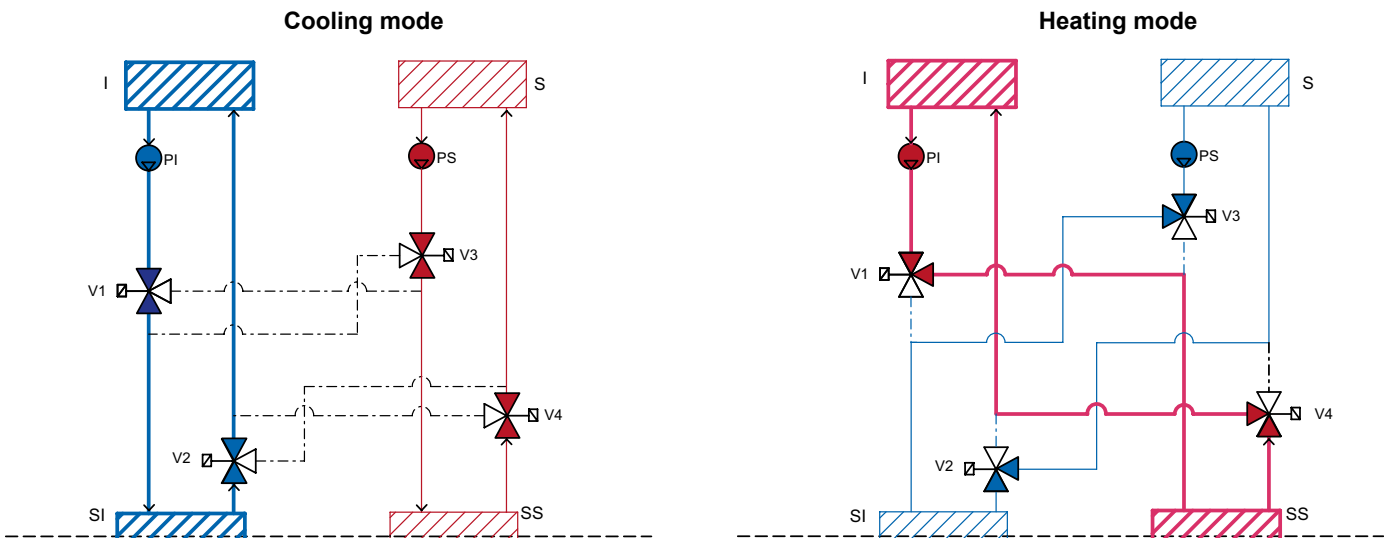 Cooling mode
I
S
PI
PS
V3
V1
V4
V2
SI
SS
Heating mode
I
S
PI
PS
V3
V1
V4
V2
SI
SS